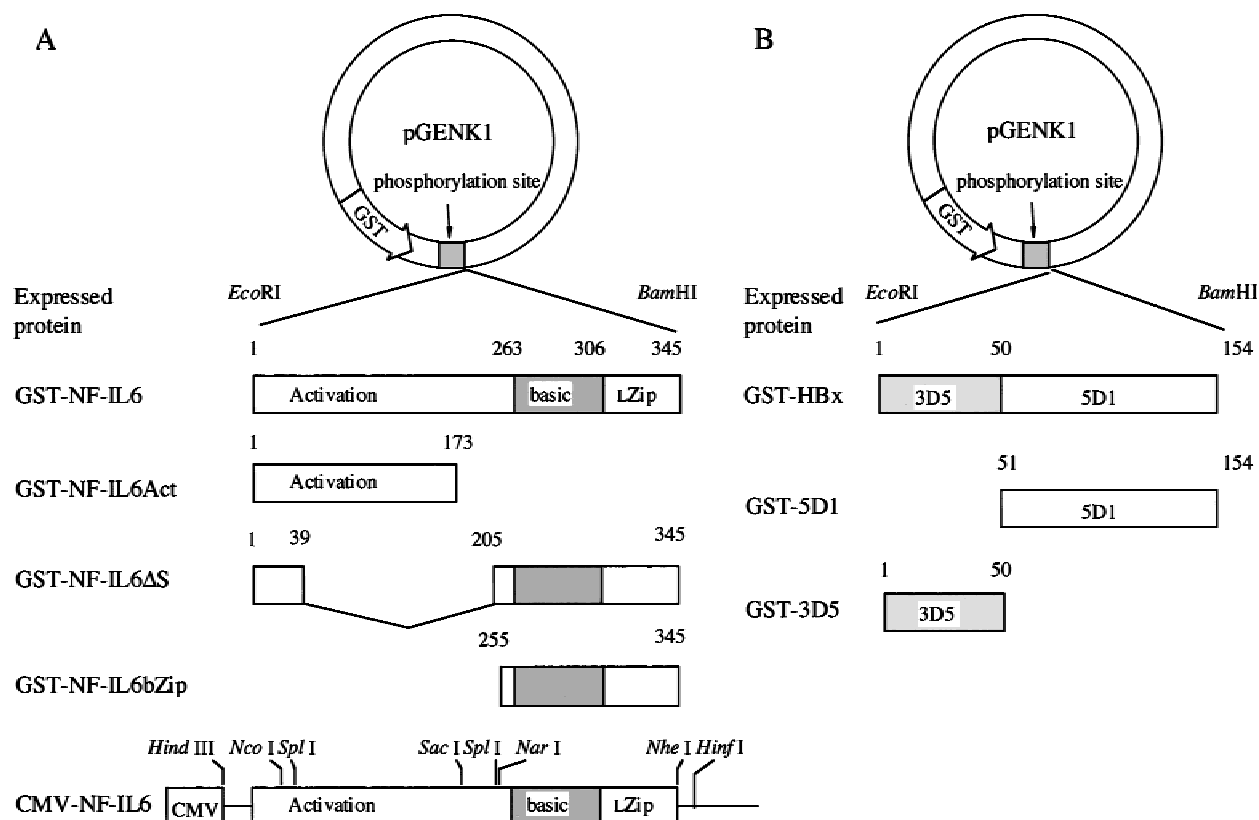 A
B
pGENK1
phosphorylation site
GST
pGENK1
phosphorylation site
GST
Expressed
protein
EcoRI
BamHI
1 263 306 345
GST-NF-IL6
Activation basic LZip
1 173
GST-NF-IL6Act
Activation
1 39 205 345
GST-NF-IL6ΔS
255 345
GST-NF-IL6bZip
Hind III Nco I Spl I Sac I Spl I Nar I Nhe I Hinf I
CMV-NF-IL6
CMV Activation basic LZip
Expressed
protein
EcoRI
BamHI
1 50 154
GST-HBx
3D5 5D1
51 154
GST-5D1
5D1
1 50
GST-3D5
3D5